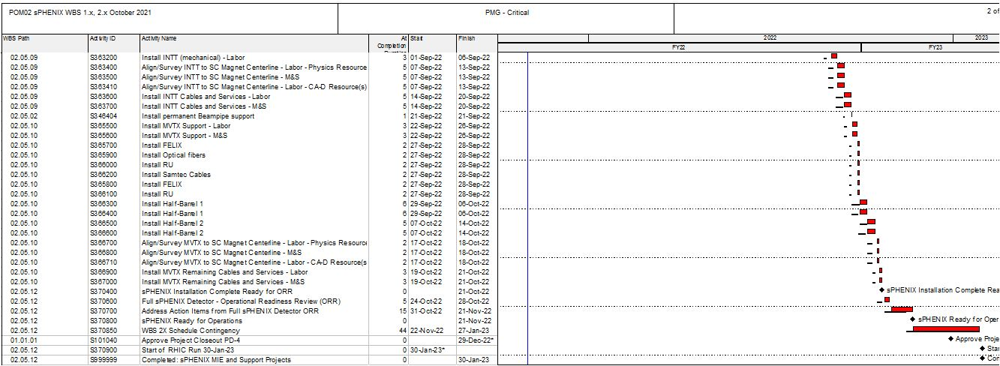 POM02 sPHENIX WBS 1.x, 2.x October 2021 PMG - Critical 2 of
WBS Path Activity ID Activity Name At Completion Start Finish 2022 2023
FY22 FY23
02.05.09 S363200 Install INTT (mechanical) - Labor 3 01-Sep-22 06-Sep-22
02.05.09 S363400 Align/Survey INTT to SC Magnet Centerline - Labor - Physics Resource 5 07-Sep-22 13-Sep-22
02.05.09 S363500 Align/Survey INTT to SC Magnet Centerline - M&S 5 07-Sep-22 13-Sep-22
02.05.09 S363410 Align/Survey INTT to SC Magnet Centerline - Labor - CA-D Resource(s) 5 07-Sep-22 13-Sep-22
02.05.09 S363600 Install INTT Cables and Services - Labor 5 14-Sep-22 20-Sep-22
02.05.09 S363700 Install INTT Cables and Services - M&S 5 14-Sep-22 20-Sep-22
02.05.02 S346404 Install permanent Beampipe support 1 21-Sep-22 21-Sep-22
02.05.10 S365500 Install MVTX Support - Labor 3 22-Sep-22 26-Sep-22
02.05.10 S365600 Install MVTX Support - M&S 3 22-Sep-22 26-Sep-22
02.05.10 S365700 Install FELIX 2 27-Sep-22 28-Sep-22
02.05.10 S365900 Install Optical fibers 2 27-Sep-22 28-Sep-22
02.05.10 S366000 Install RU 2 27-Sep-22 28-Sep-22
02.05.10 S366200 Install Samtec Cables 2 27-Sep-22 28-Sep-22
02.05.10 S365800 Install FELIX 2 27-Sep-22 28-Sep-22
02.05.10 S366100 Install RU 2 27-Sep-22 28-Sep-22
02.05.10 S366300 Install Half-Barrel 1 6 29-Sep-22 06-Oct-22
02.05.10 S366400 Install Half-Barrel 1 6 29-Sep-22 06-Oct-22
02.05.10 S366500 Install Half-Barrel 2 5 07-Oct-22 14-Oct-22
02.05.10 S366600 Install Half-Barrel 2 5 07-Oct-22 14-Oct-22
02.05.10 S366700 Align/Survey MVTX to SC Magnet Centerline - Labor - Physics Resource 2 17-Oct-22 18-Oct-22
02.05.10 S366800 Align/Survey MVTX to SC Magnet Centerline - M&S 2 17-Oct-22 18-Oct-22
02.05.10 S366710 Align/Survey MVTX to SC Magnet Centerline - Labor - CA-D Resource(s 2 17-Oct-22 18-Oct-22
02.05.10 S366900 Install MVTX Remaining Cables and Services - Labor 3 19-Oct-22 21-Oct-22
02.05.10 S367000 Install MVTX Remaining Cables and Services - M&S 3 19-Oct-22 21-Oct-22
02.05.12 S370400 sPHENIX Installation Complete Ready for ORR 0 21-Oct-22 sPHENIX Installation Complete Rea
02.05.12 S370600 Full sPHENIX Detector - Operational Readiness Review (ORR) 5 24-Oct-22 28-Oct-22
02.05.12 S370700 Address Action Items from Full sPHENIX Detector ORR 15 31-Oct-22 21-Nov-22
02.05.12 S370800 sPHENIX Ready for Operations 0 21-Nov-22 sPHENIX Ready for Oper
02.05.12 S370850 WBS 2X Schedule Contingency 44 22-Nov-22 27-Jan-23
01.01.01 S101040 Approve Project Closeout PD-4 0 29-Dec-22* Approve Proje
02.05.12 S370900 Start of RHIC Run 30-Jan-23 0 30-Jan-23* Star
02.05.12 S999999 Completed: sPHENIX MIE and Support Projects 0 30-Jan-23 Con